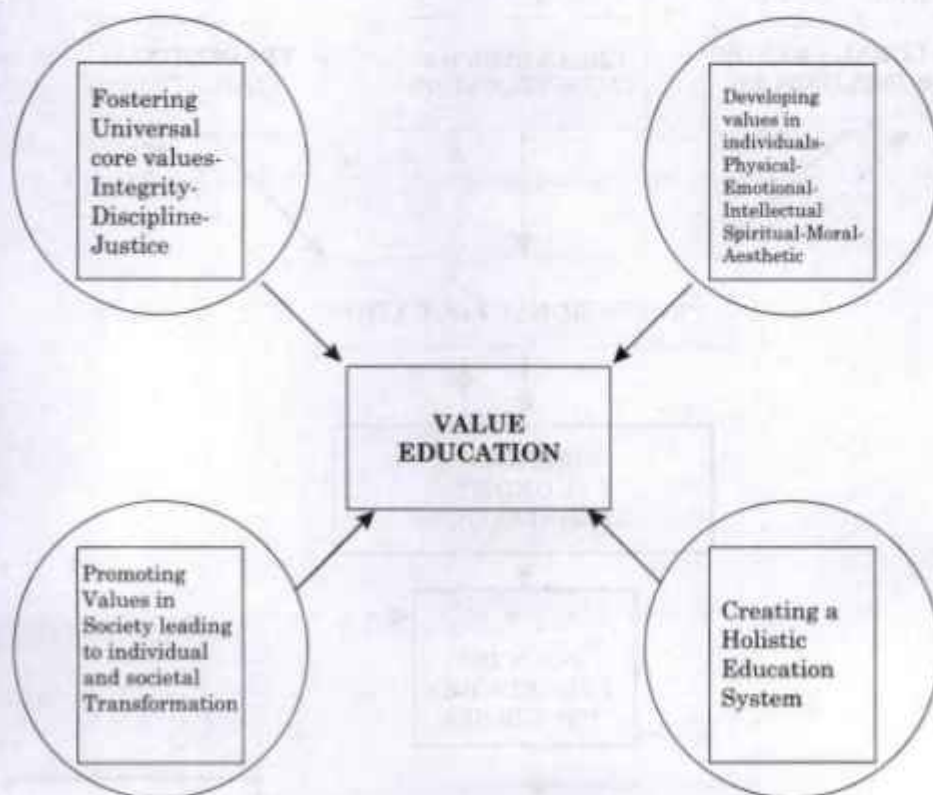 Fostering
Universal
core values-
Integrity-
Discipline-
Justice
Developing
values in
individuals-
Physical-
Emotional-
Intellectual
Spiritual-Moral-
Aesthetic
VALUE
EDUCATION
Promoting
Values in
Society leading
to individual
and societal
Transformation
Creating a
Holistic
Education
System